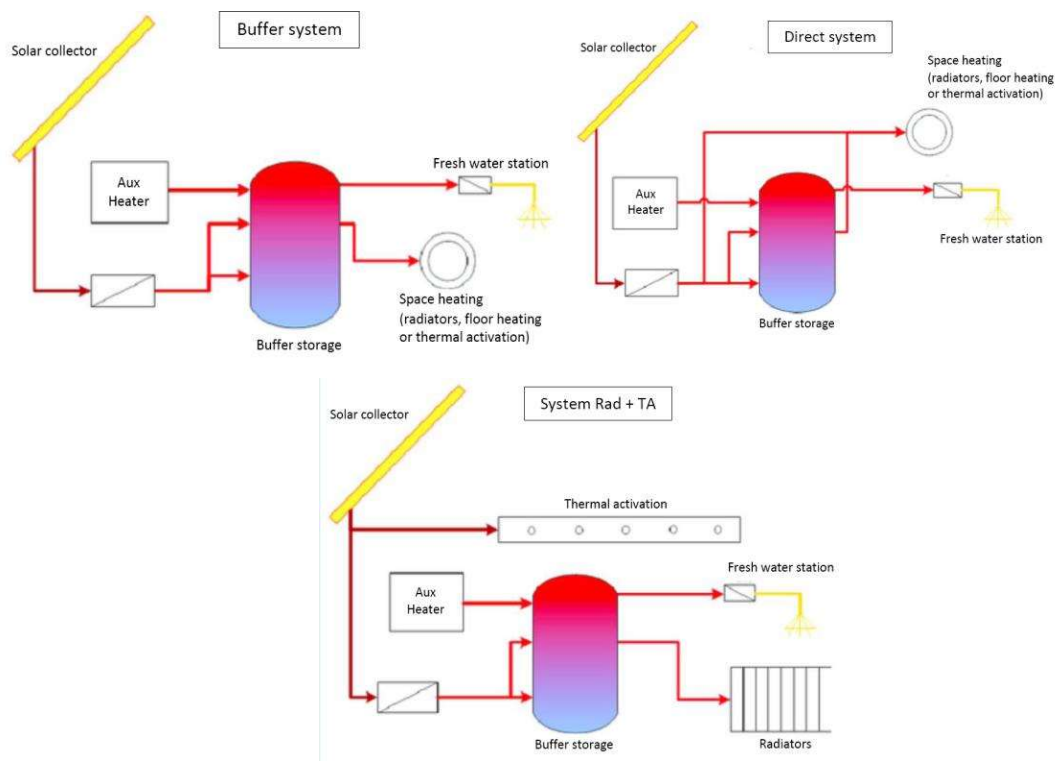 Buffer system
Solar collector
Aux
Heater
Fresh water station
Space heating
(radiators, floor heating
or thermal activation)
Buffer storage
Direct system
Solar collector
Space heating
(radiators, floor heating
or thermal activation)
Aux
Heater
Fresh water station
Buffer storage
System Rad + TA
Solar collector
Thermal activation
Aux
Heater
Fresh water station
Buffer storage
Radiators